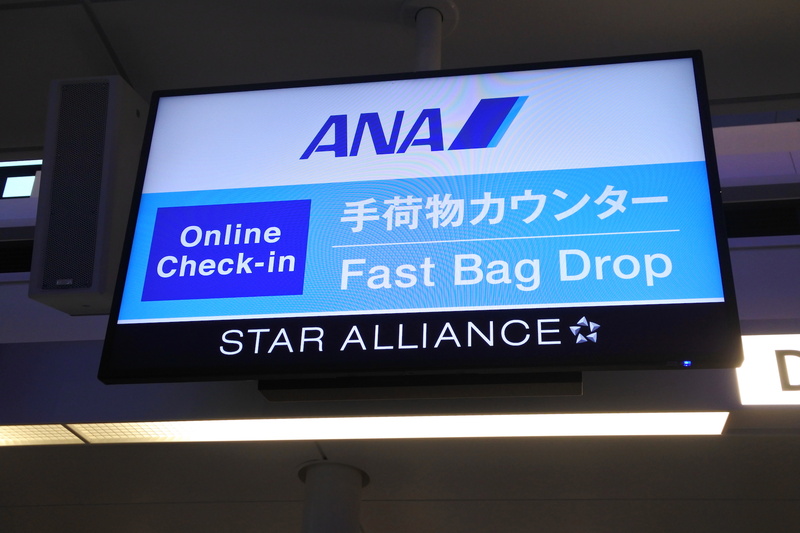 ANA
Online
Check-in
手荷物カウンター
Fast Bag Drop
STAR ALLIANCE
D